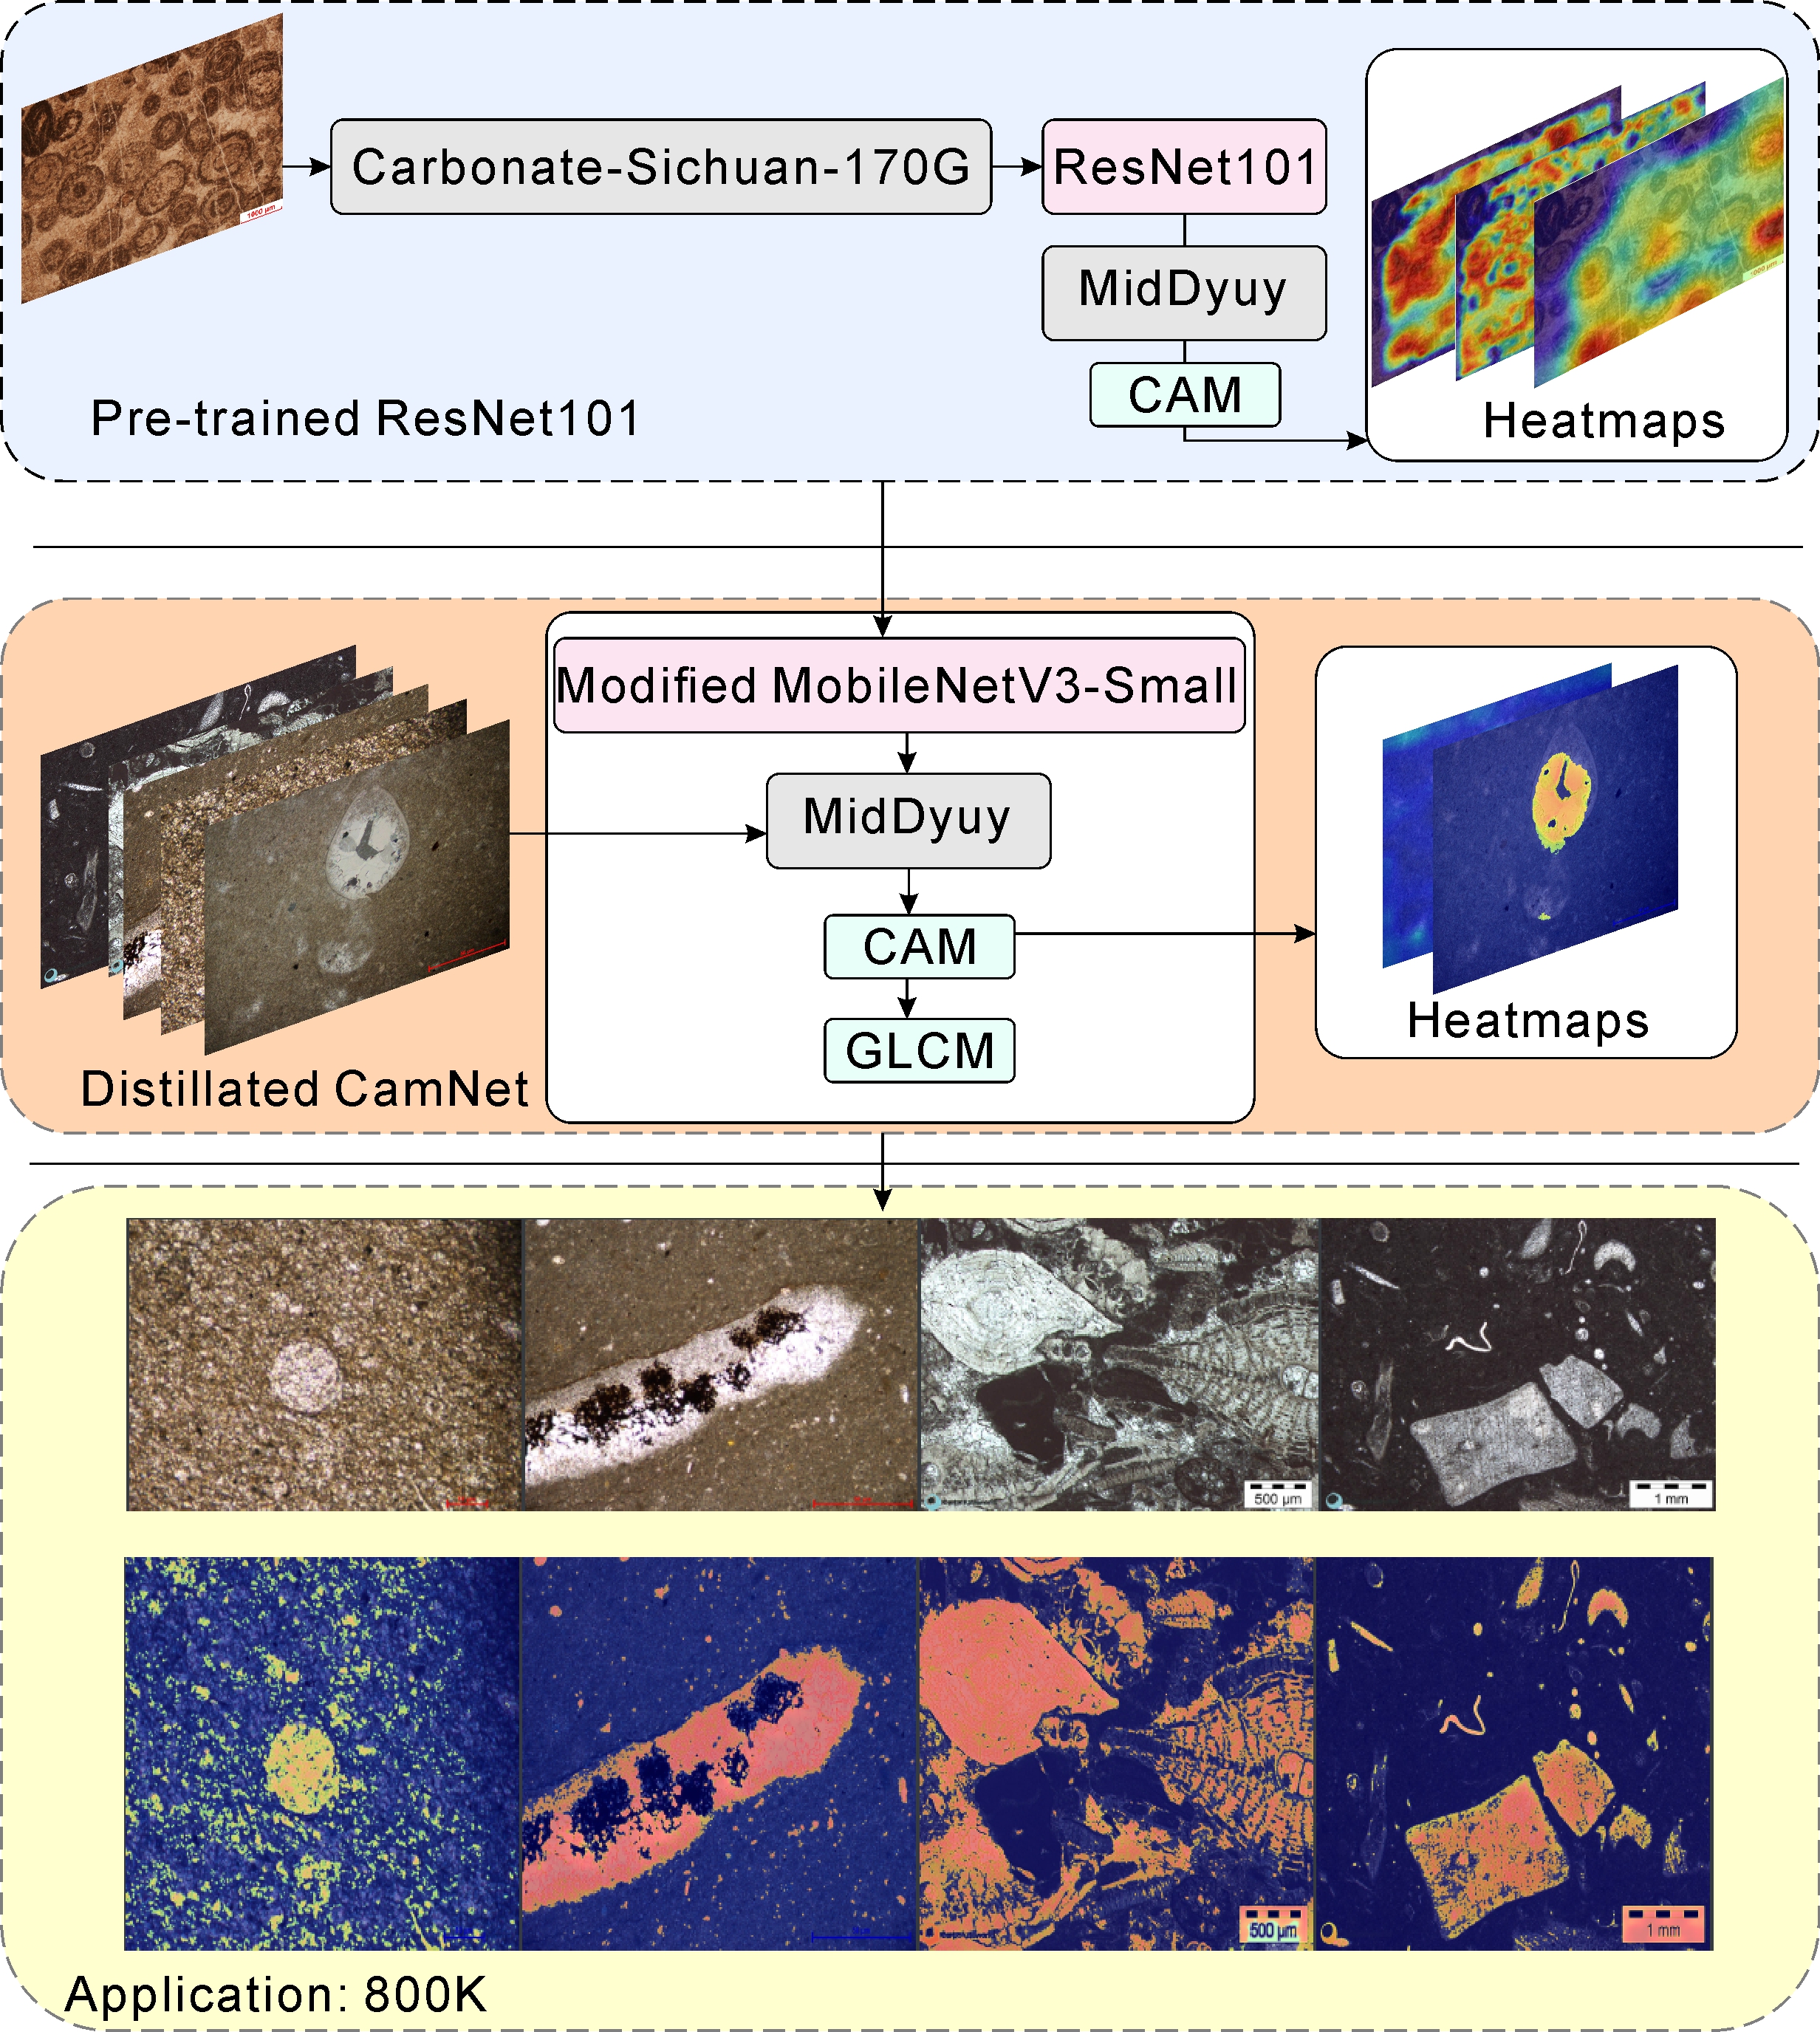 Carbonate-Sichuan-170G
ResNet101
1000 µm
MidDyuy
CAM
Pre-trained ResNet101
Heatmaps
Modified MobileNetV3-Small
MidDyuy
CAM
GLCM
Heatmaps
Distillated CamNet
500 µm
1 mm
500 µm
1 mm
Application: 800K